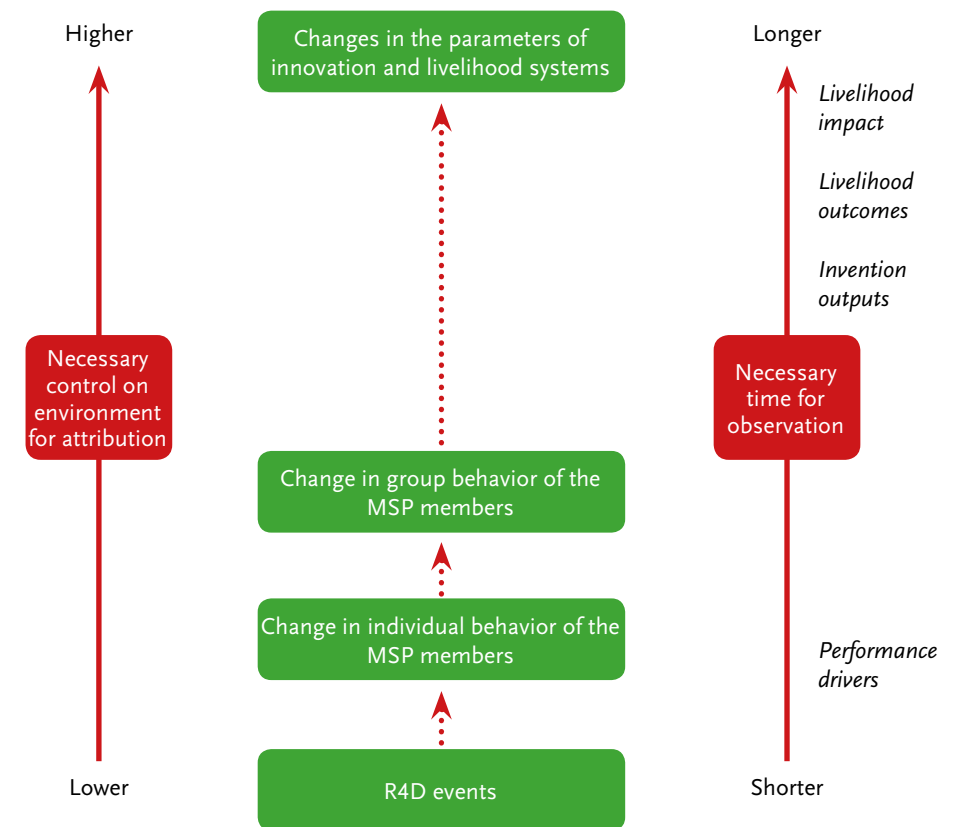 Higher
Changes in the parameters of
innovation and livelihood systems
Longer
Livelihood
impact
Livelihood
outcomes
Invention
outputs
Necessary
control on
environment
for attribution
Necessary
time for
observation
Change in group behavior of the
MSP members
Change in individual behavior of the
MSP members
Performance
drivers
Lower
R4D events
Shorter